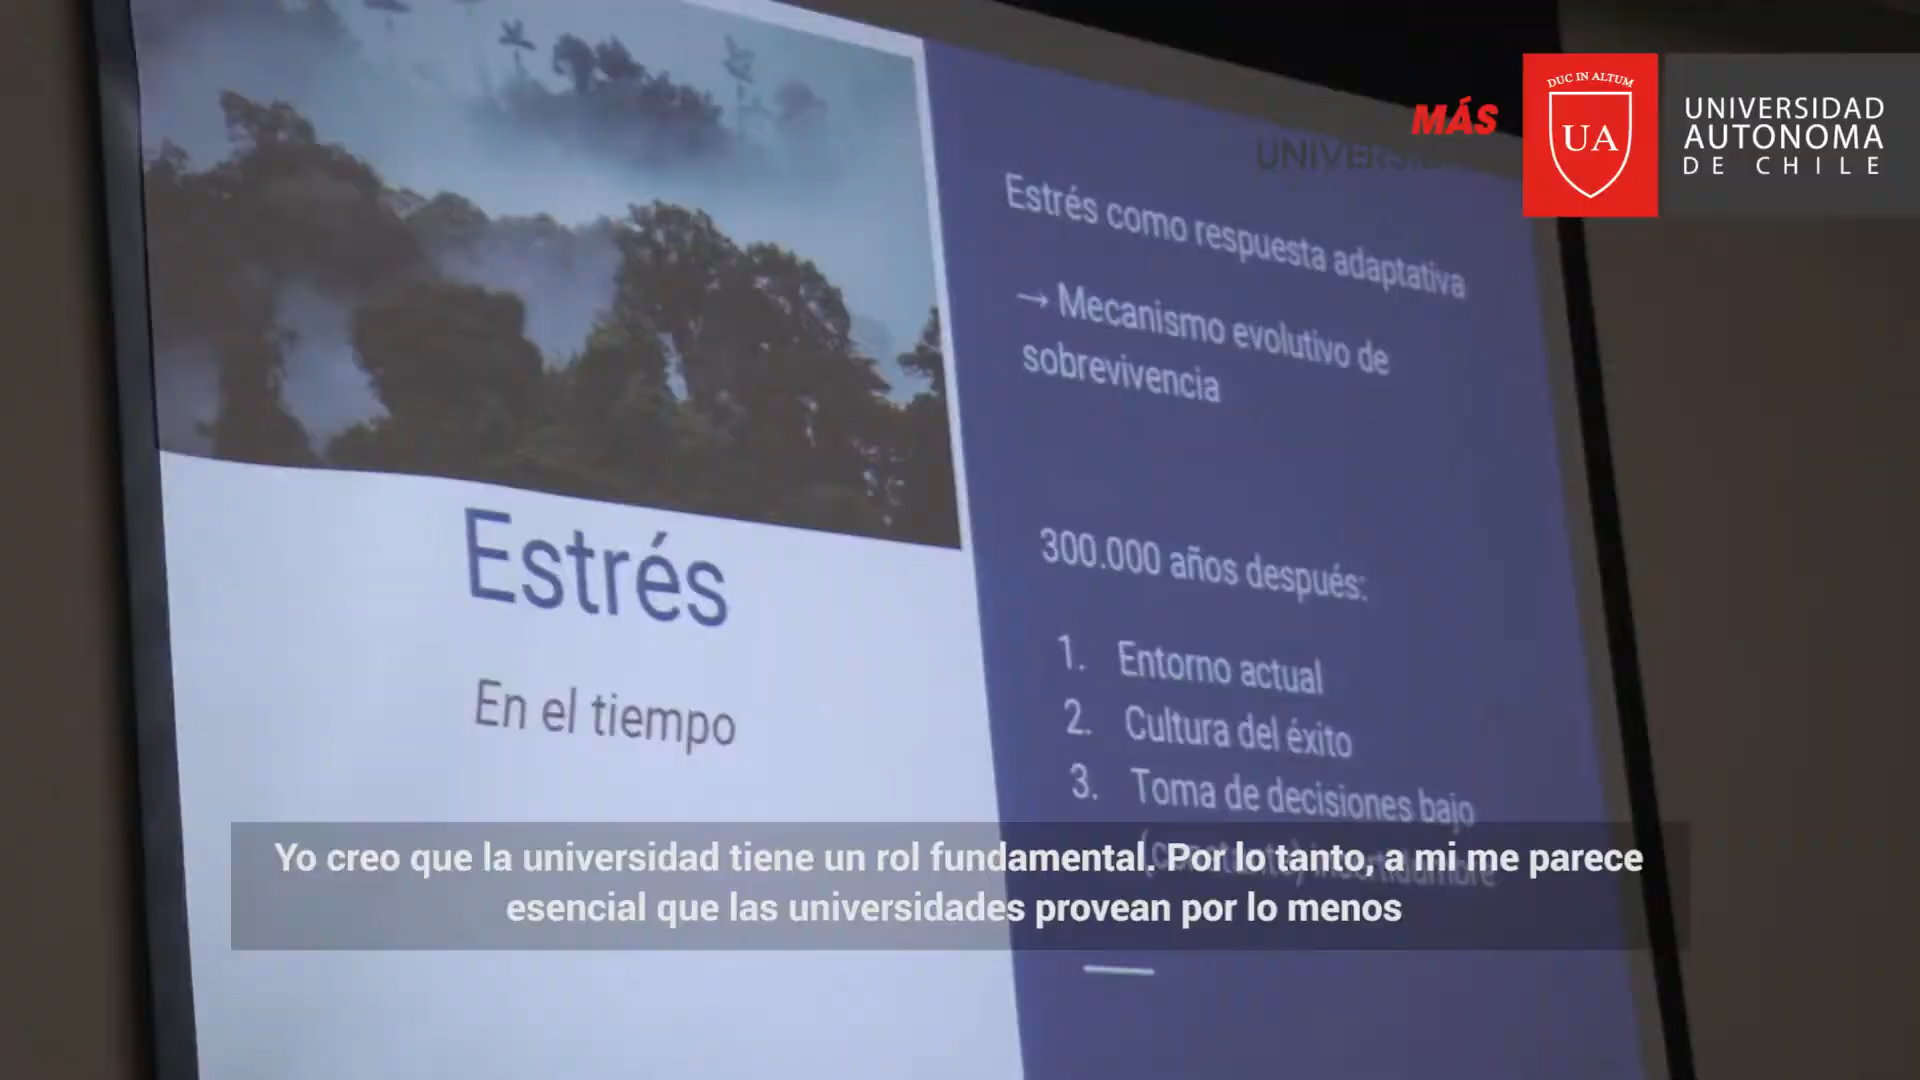 MÁS
DUC IN ALTUM
UA
UNIVERSIDAD
AUTONOMA
DE CHILE
Estrés como respuesta adaptativa
→ Mecanismo evolutivo de
sobrevivencia
300.000 años después:
1. Entorno actual
2. Cultura del éxito
3. Toma de decisiones bajo
(constante) incertidumbre
Estrés
En el tiempo
Yo creo que la universidad tiene un rol fundamental. Por lo tanto, a mi me parece
esencial que las universidades provean por lo menos